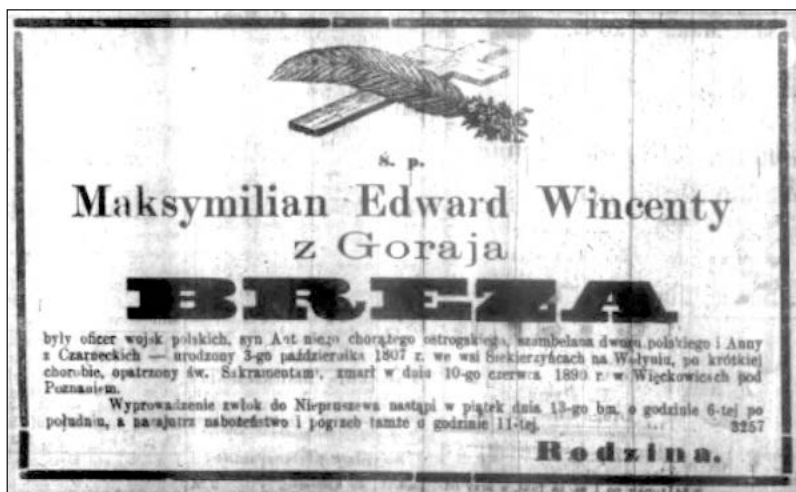 Ś. p.
Maksymilian Edward Wincenty
z Goraja
BREZA
były oficer wojsk polskich, syn Antoniego chorążego ostrogskiego, szambelana dworu polskiego i Anny
z Czarneckich — urodzony 3-go października 1807 r. we wsi Siekierzyńcach na Wołyniu, po krótkiej
chorobie, opatrzony św. Sakramentami, zmarł w dniu 10-go czerwca 1890 r. w Więckowicach pod
Poznaniem.
Wyprowadzenie zwłok do Niepruszewa nastąpi w piątek dnia 13-go bm. o godzinie 6-tej po
południu, a nazajutrz nabożeństwo i pogrzeb tamże o godzinie 11-tej. 3257
Rodzina.